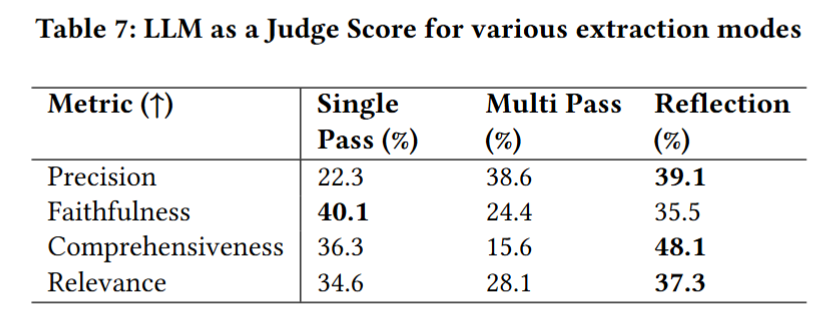 Table 7: LLM as a Judge Score for various extraction modes
Metric (↑) Single Pass (%) Multi Pass (%) Reflection (%)
Precision 22.3 38.6 39.1
Faithfulness 40.1 24.4 35.5
Comprehensiveness 36.3 15.6 48.1
Relevance 34.6 28.1 37.3